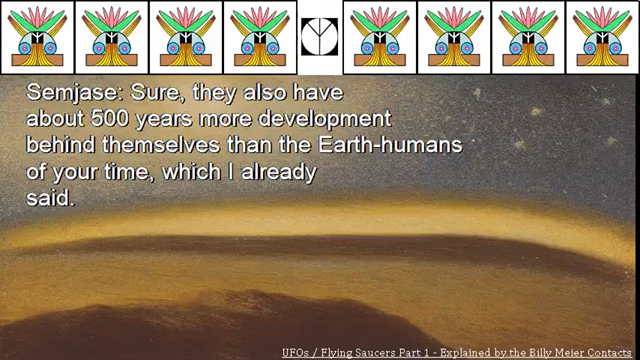 Semjase: Sure, they also have
about 500 years more development
behind themselves than the Earth-humans
of your time, which I already
said.
UFOs / Flying Saucers Part 1 - Explained by the Billy Meier Contacts